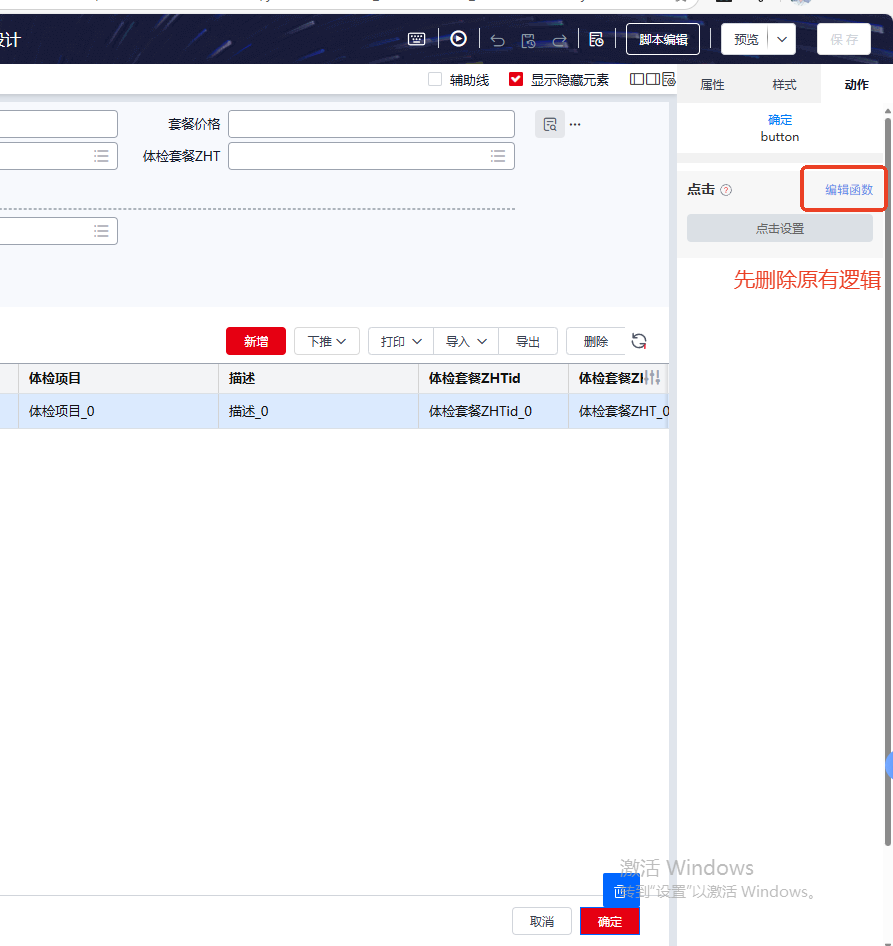 设计
脚本编辑
预览
保存
辅助线
显示隐藏元素
属性
样式
动作
确定
button
套餐价格
体检套餐ZHT
点击
编辑函数
点击设置
先删除原有逻辑
新增
下推
打印
导入
导出
删除
体检项目
描述
体检套餐ZHTid
体检套餐ZH
体检项目_0
描述_0
体检套餐ZHTid_0
体检套餐ZHT_0
激活 Windows
转到"设置"以激活 Windows。
取消
确定